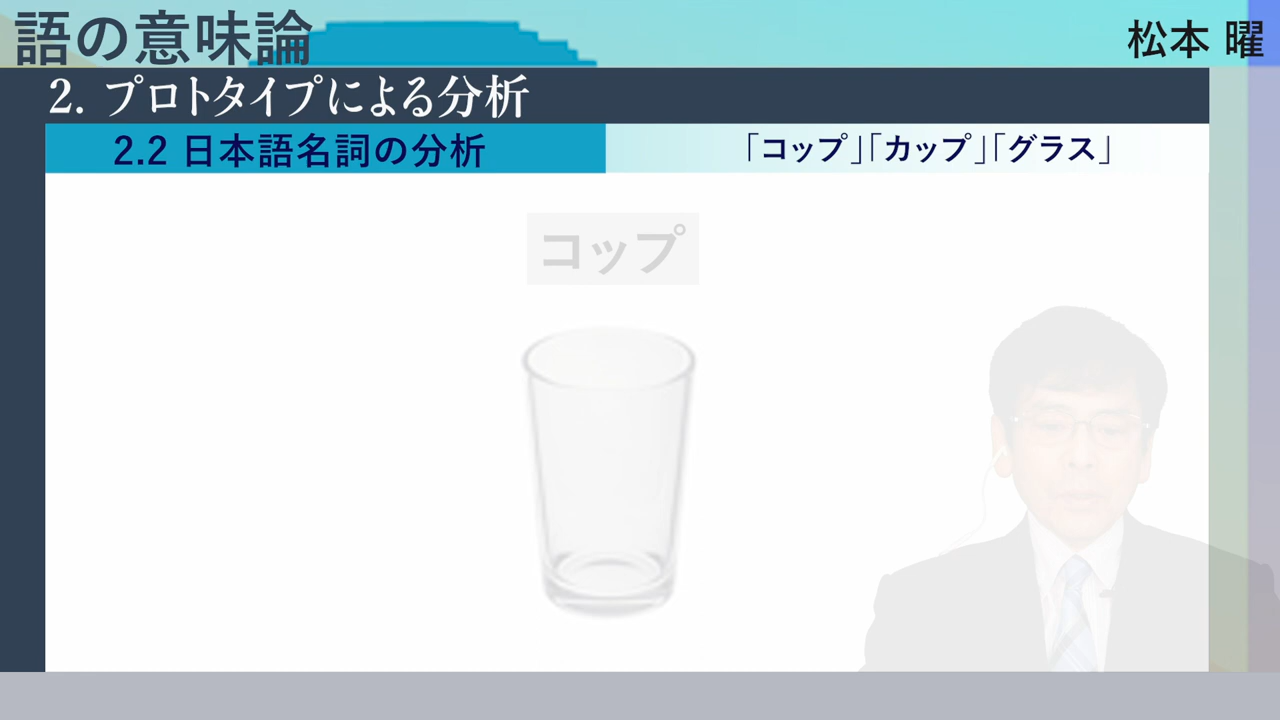 語の意味論
松本 曜
2. プロトタイプによる分析
2.2 日本語名詞の分析
「コップ」「カップ」「グラス」
コップ